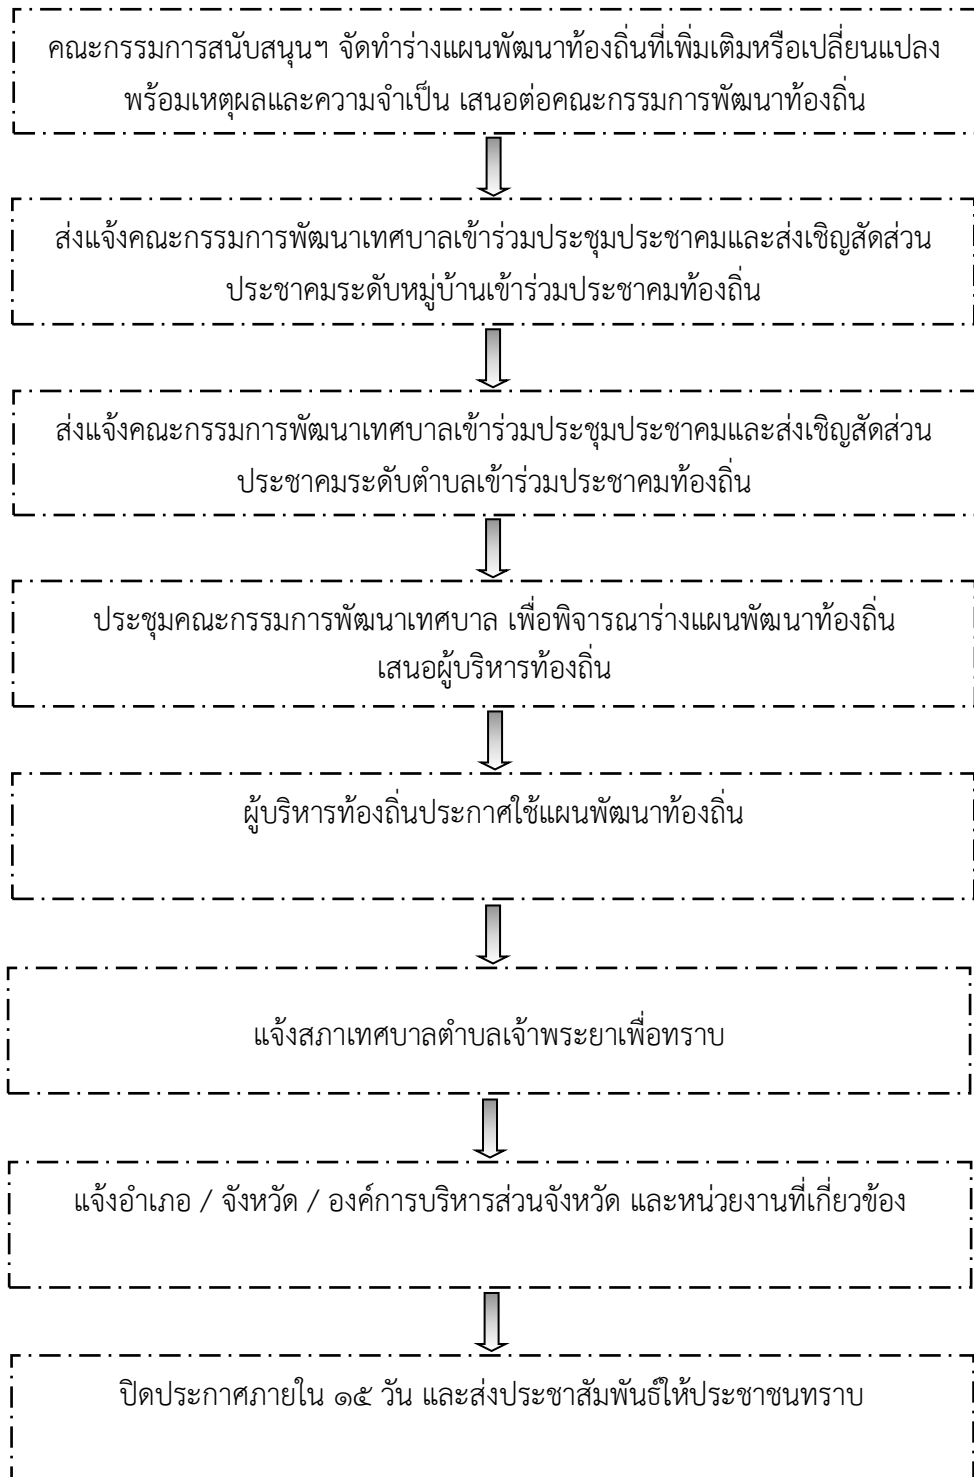 คณะกรรมการสนับสนุนฯ จัดทำร่างแผนพัฒนาท้องถิ่นที่เพิ่มเติมหรือเปลี่ยนแปลง
พร้อมเหตุผลและความจำเป็น เสนอต่อคณะกรรมการพัฒนาท้องถิ่น
ส่งแจ้งคณะกรรมการพัฒนาเทศบาลเข้าร่วมประชุมประชาคมและส่งเชิญสัดส่วน
ประชาคมระดับหมู่บ้านเข้าร่วมประชาคมท้องถิ่น
ส่งแจ้งคณะกรรมการพัฒนาเทศบาลเข้าร่วมประชุมประชาคมและส่งเชิญสัดส่วน
ประชาคมระดับตำบลเข้าร่วมประชาคมท้องถิ่น
ประชุมคณะกรรมการพัฒนาเทศบาล เพื่อพิจารณาร่างแผนพัฒนาท้องถิ่น
เสนอผู้บริหารท้องถิ่น
ผู้บริหารท้องถิ่นประกาศใช้แผนพัฒนาท้องถิ่น
แจ้งสภาเทศบาลตำบลเจ้าพระยาเพื่อทราบ
แจ้งอำเภอ / จังหวัด / องค์การบริหารส่วนจังหวัด และหน่วยงานที่เกี่ยวข้อง
ปิดประกาศภายใน ๑๕ วัน และส่งประชาสัมพันธ์ให้ประชาชนทราบ